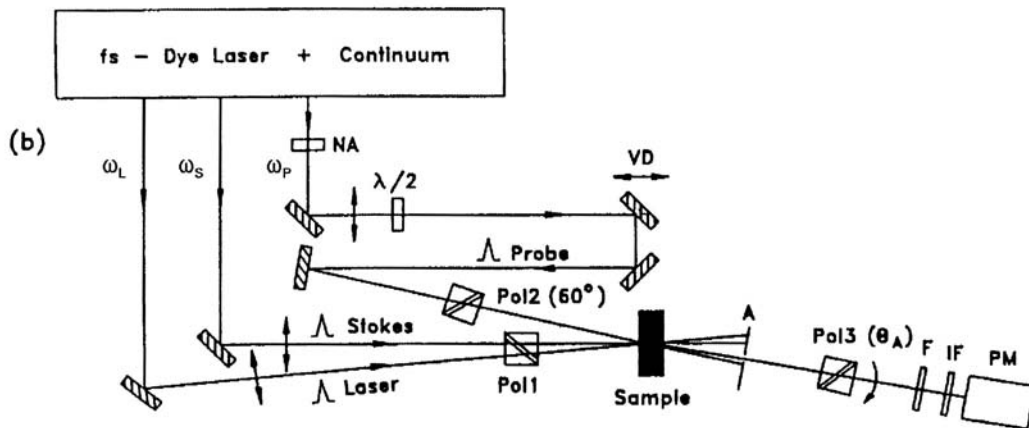 fs - Dye Laser + Continuum
(b)
NA
VD
ω_L
ω_S
ω_P
λ/2
Probe
Pol2 (60°)
A
Stokes
Pol3 (θ_A)
F
IF
PM
Laser
Pol1
Sample